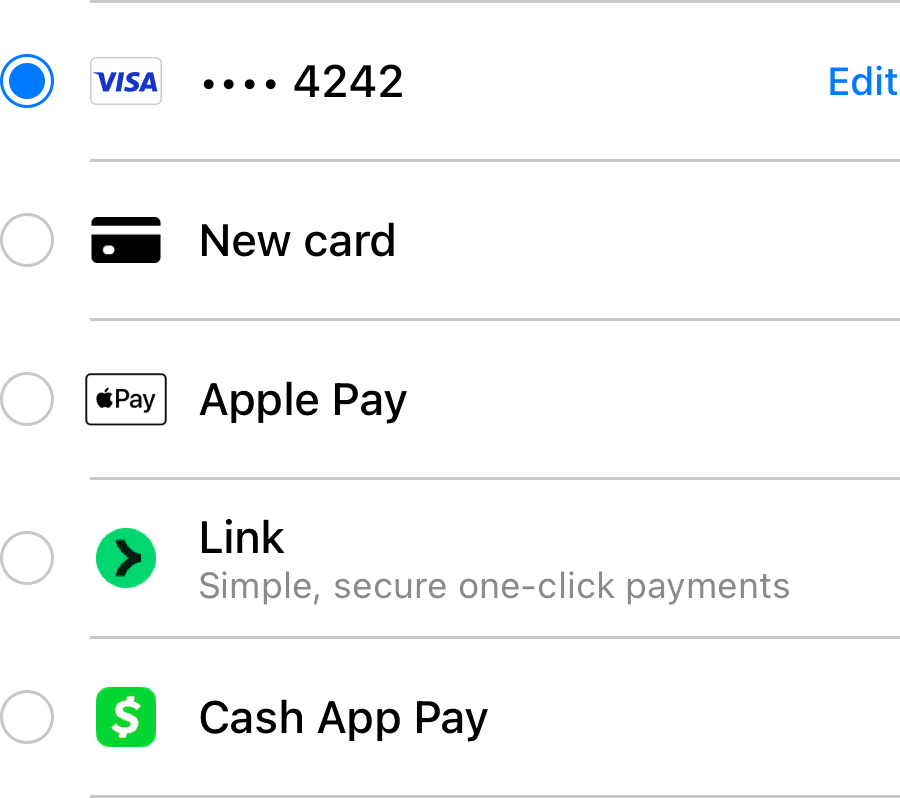 VISA •••• 4242 Edit
New card
Pay Apple Pay
Link
Simple, secure one-click payments
$ Cash App Pay